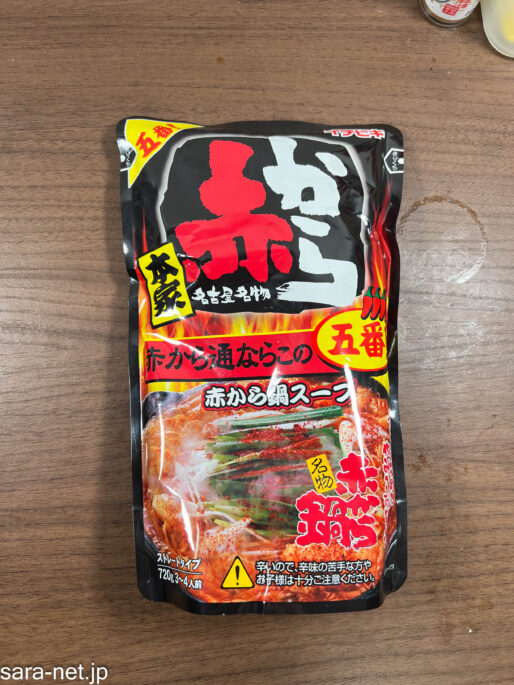 イチビキ
五番
赤から
本家
名古屋名物
赤から通ならこの
五番
赤から鍋スープ
名物
赤から
鍋
ストレートタイプ
720g 3〜4人前
辛いので、辛味の苦手な方や
お子様は十分ご注意ください。
sara-net.jp